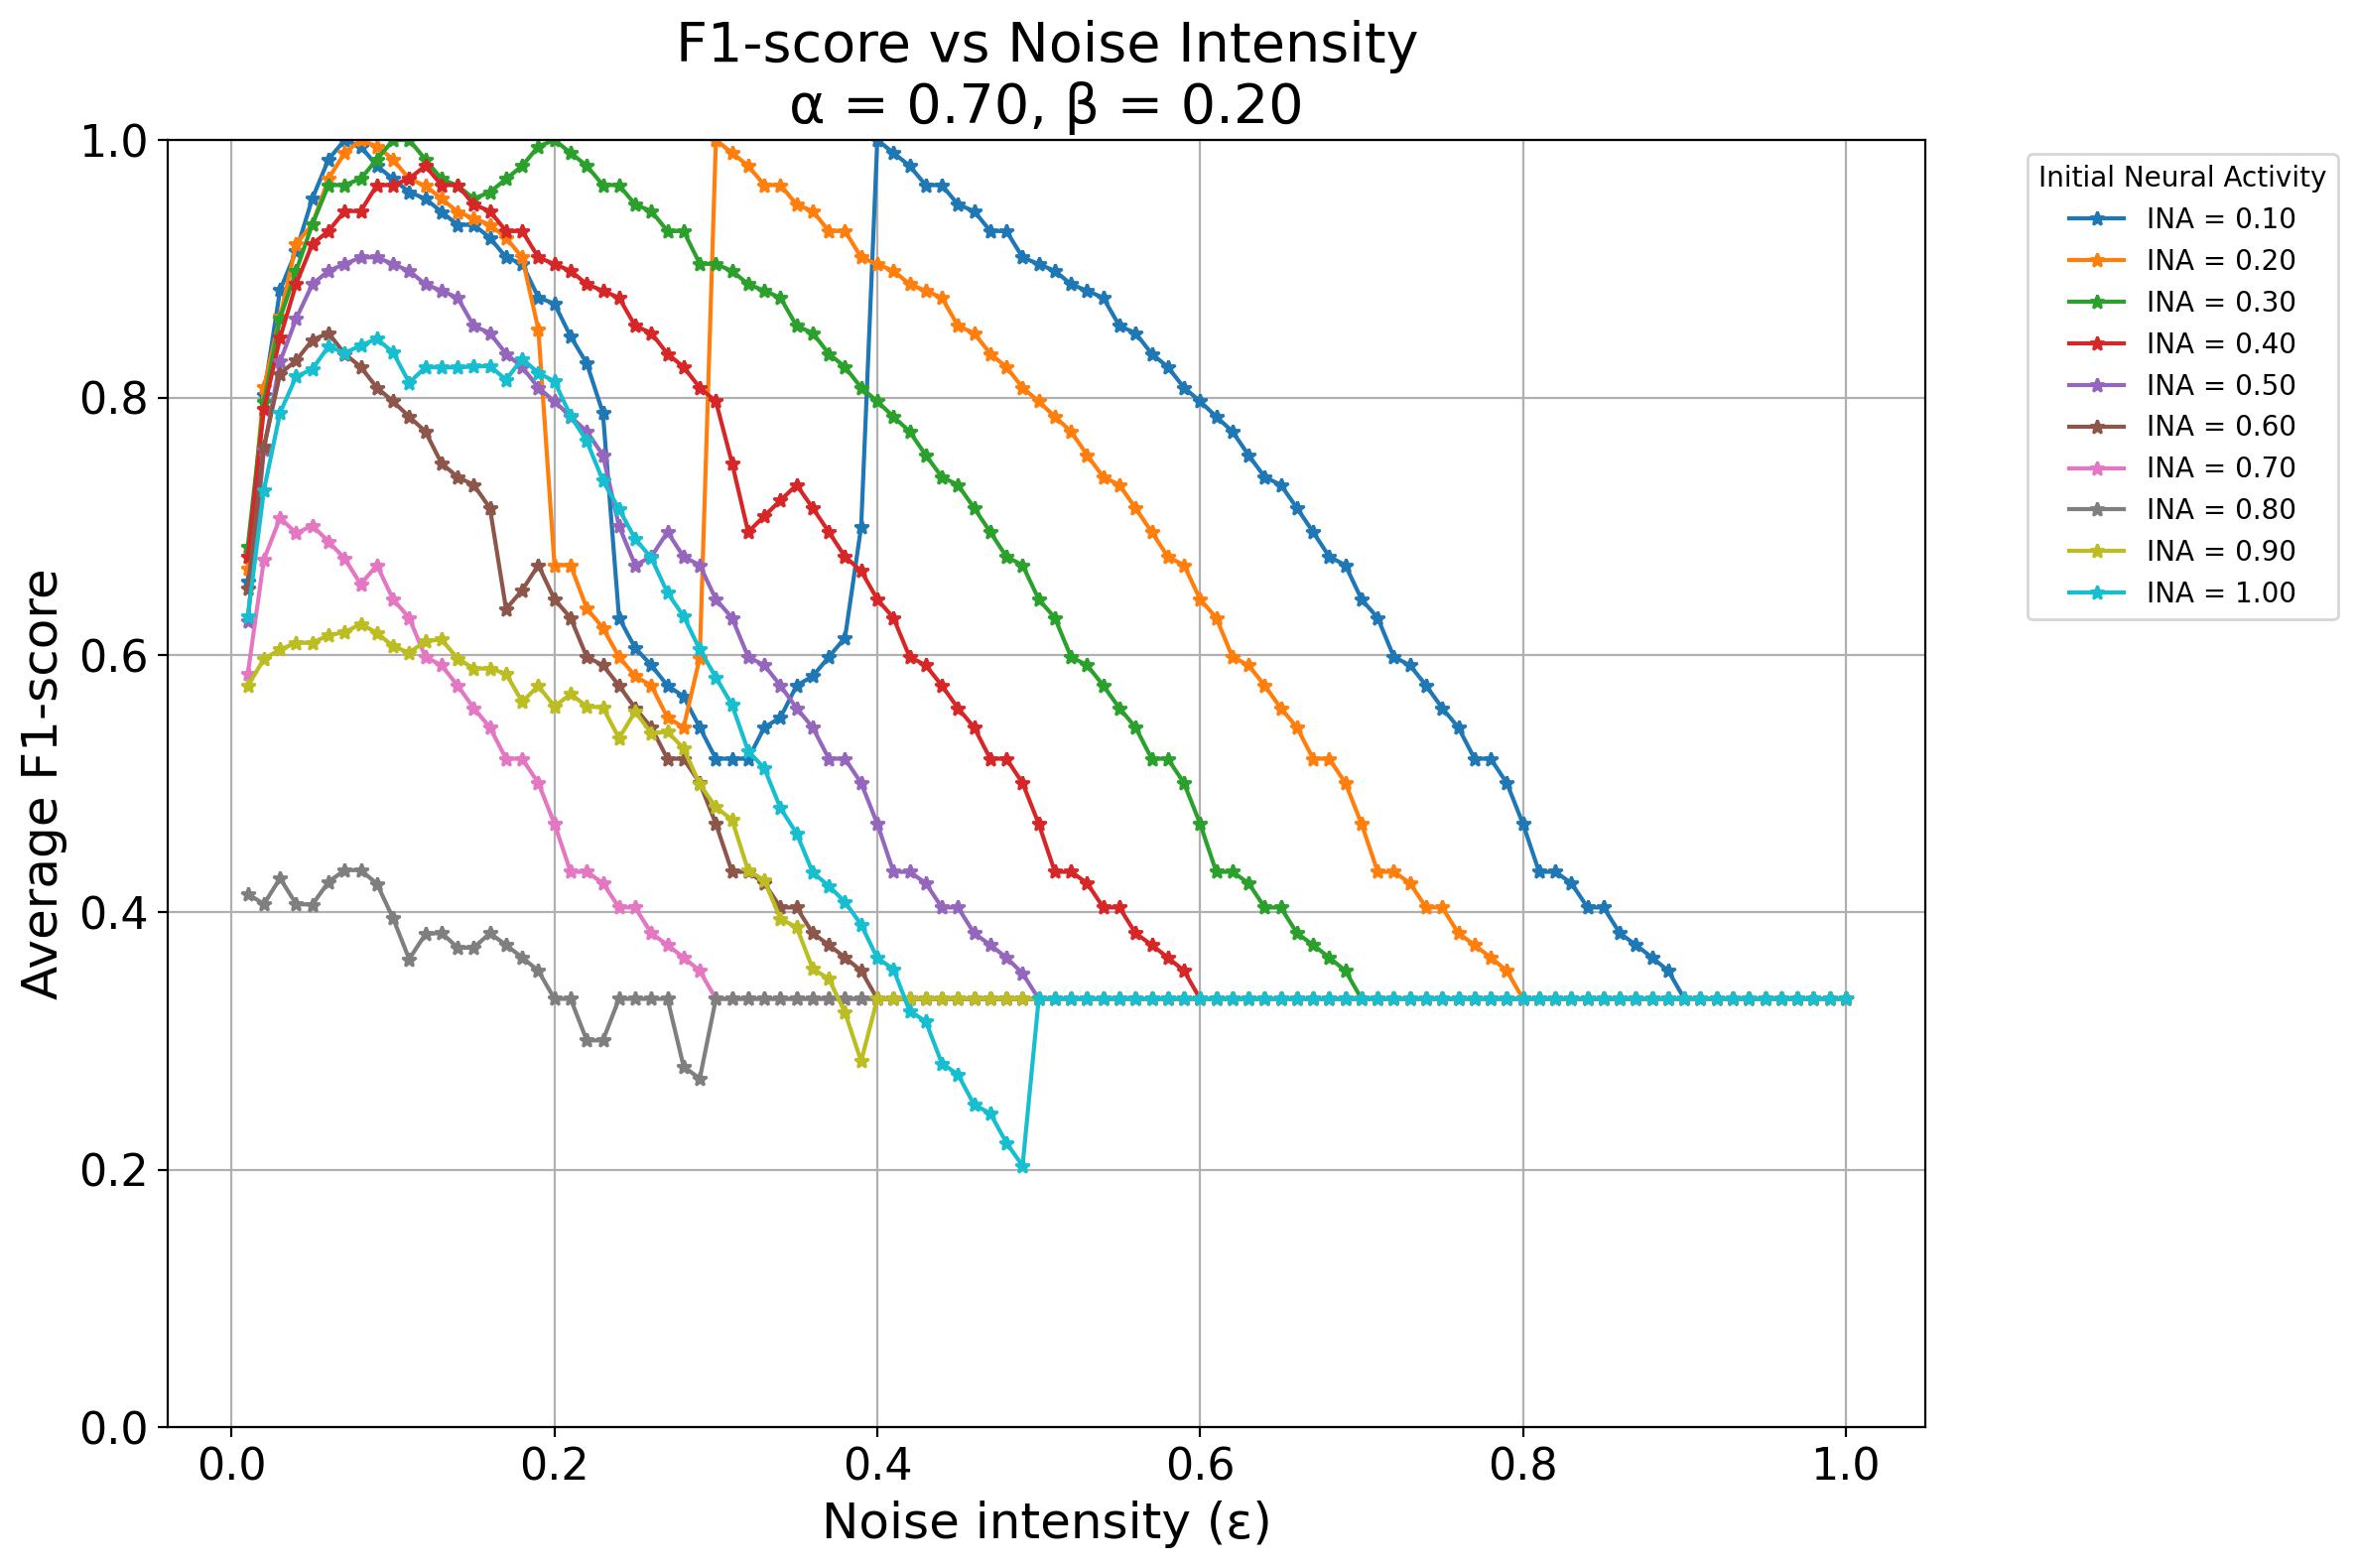 F1-score vs Noise Intensity
α = 0.70, β = 0.20
Average F1-score
1.0
0.8
0.6
0.4
0.2
0.0
0.0 0.2 0.4 0.6 0.8 1.0
Noise intensity (ε)
Initial Neural Activity
INA = 0.10
INA = 0.20
INA = 0.30
INA = 0.40
INA = 0.50
INA = 0.60
INA = 0.70
INA = 0.80
INA = 0.90
INA = 1.00